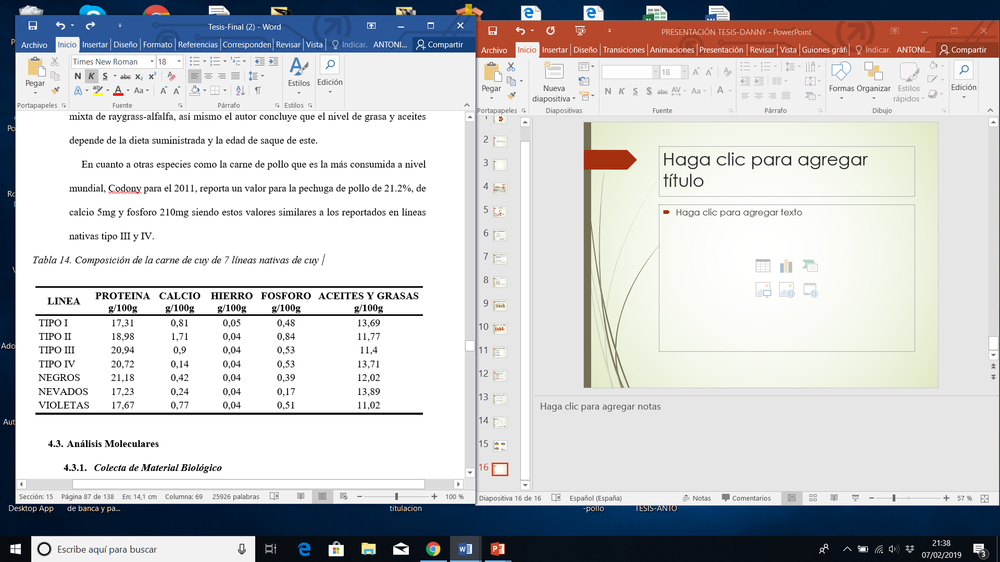 Tesis-Final (2) - Word
Archivo
Inicio
Insertar
Diseño
Formato
Referencias
Corresponden
Revisar
Vista
Indicar.
ANTONI...
Compartir
Pegar
Times New Roman
18
N K S abc x₂ x²
A Aa A A
Estilos
Edición
Portapapeles
Fuente
Párrafo
Estilos
mixta de raygrass-alfalfa, así mismo el autor concluye que el nivel de grasa y aceites
depende de la dieta suministrada y la edad de saque de este.
En cuanto a otras especies como la carne de pollo que es la más consumida a nivel
mundial, Codony para el 2011, reporta un valor para la pechuga de pollo de 21.2%, de
calcio 5mg y fosforo 210mg siendo estos valores similares a los reportados en líneas
nativas tipo III y IV.
Tabla 14. Composición de la carne de cuy de 7 líneas nativas de cuy
LINEA PROTEINA g/100g CALCIO g/100g HIERRO g/100g FOSFORO g/100g ACEITES Y GRASAS g/100g
TIPO I 17,31 0,81 0,05 0,48 13,69
TIPO II 18,98 1,71 0,04 0,84 11,77
TIPO III 20,94 0,9 0,04 0,53 11,4
TIPO IV 20,72 0,14 0,04 0,53 13,71
NEGROS 21,18 0,42 0,04 0,39 12,02
NEVADOS 17,23 0,24 0,04 0,17 13,89
VIOLETAS 17,67 0,77 0,04 0,51 11,02
4.3. Análisis Moleculares
4.3.1. Colecta de Material Biológico
Sección: 15 Página 87 de 138 En: 14,1 cm Columna: 69 25926 palabras
100 %
PRESENTACIÓN TESIS-DANNY - PowerPoint
Archivo
Inicio
Insertar
Diseño
Transiciones
Animaciones
Presentación
Revisar
Vista
Guiones gráfi
Indicar.
ANTONI...
Compartir
Pegar
Nueva
diapositiva
18
N K S S abc AV Aa A
Formas
Organizar
Estilos
rápidos
Edición
Portapapeles
Diapositivas
Fuente
Párrafo
Dibujo
1
2
3
4
5
6
7
8
9
10
11
12
13
14
15
16
Haga clic para agregar
título
Haga clic para agregar texto
Haga clic para agregar notas
Diapositiva 16 de 16
Español (España)
Notas
Comentarios
57 %
Desktop App
de banca y pa...
titulacion
-pollo
TESIS-ANTO
Escribe aquí para buscar
21:38
07/02/2019
3